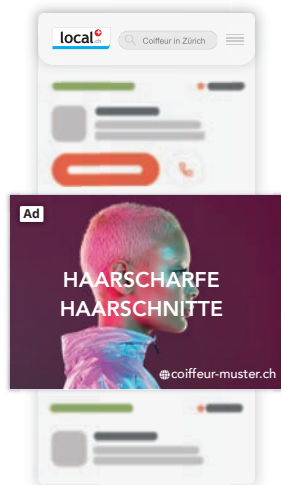 local.ch
Coiffeur in Zürich
Ad
HAARSCHARFE
HAARSCHNITTE
coiffeur-muster.ch